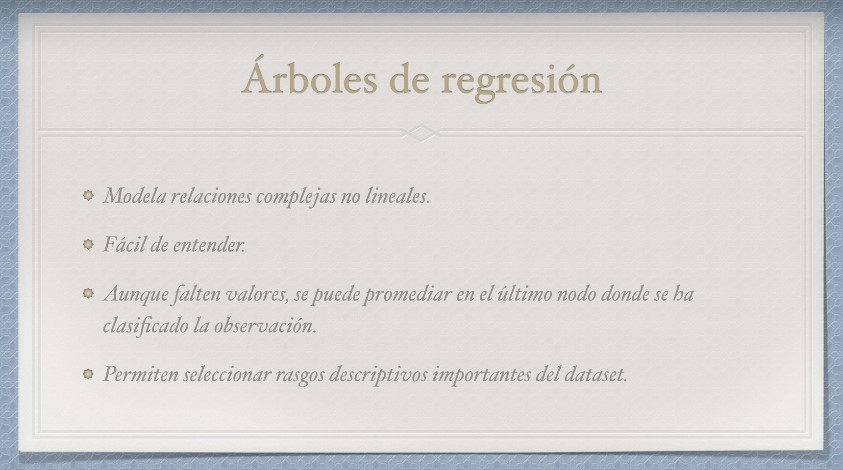 Árboles de regresión
Modela relaciones complejas no lineales.
Fácil de entender.
Aunque falten valores, se puede promediar en el último nodo donde se ha
clasificado la observación.
Permiten seleccionar rasgos descriptivos importantes del dataset.